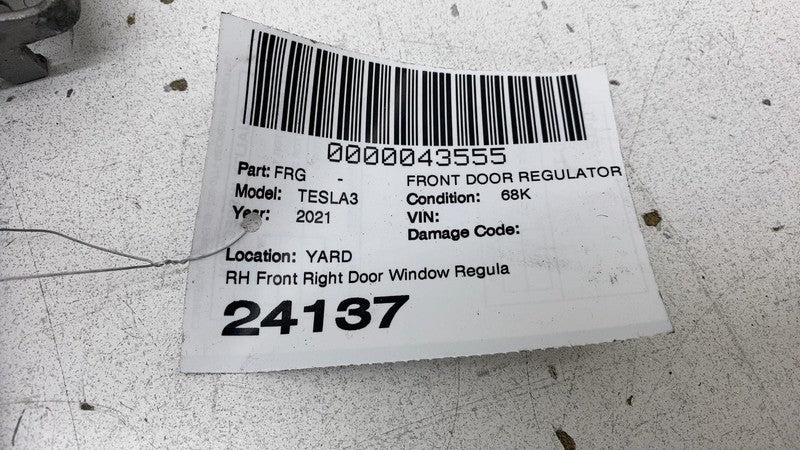 0000043555
Part: FRG - FRONT DOOR REGULATOR
Model: TESLA3 Condition: 68K
Year: 2021 VIN:
Damage Code:
Location: YARD
RH Front Right Door Window Regula
24137